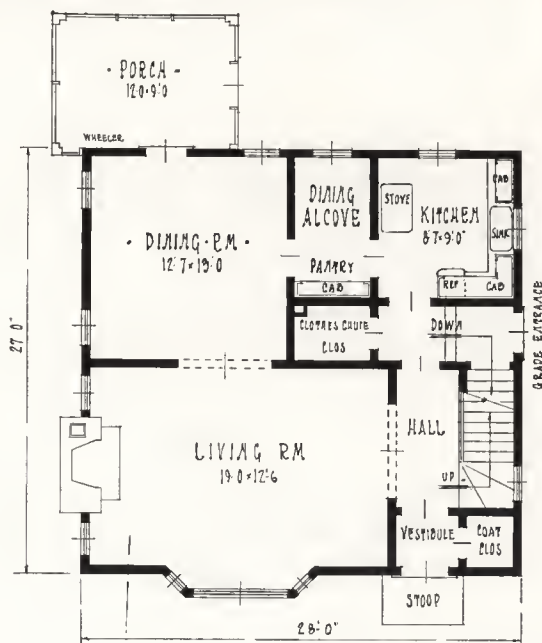 · PORCH -
12·0 · 9·0
WHEELER
DINING
ALCOVE
PANTRY
CAB
STOVE
KITCHEN
8·7 × 9·0"
CAB
SINK
REF
CAB
· DINING · RM ·
12·7 × 13·0
CLOTHES CHUTE
CLOS
DOWN
GRADE ENTRANCE
27·0"
LIVING RM
19·0 × 12·6
HALL
UP
VESTIBULE
COAT
CLOS
STOOP
28·0"